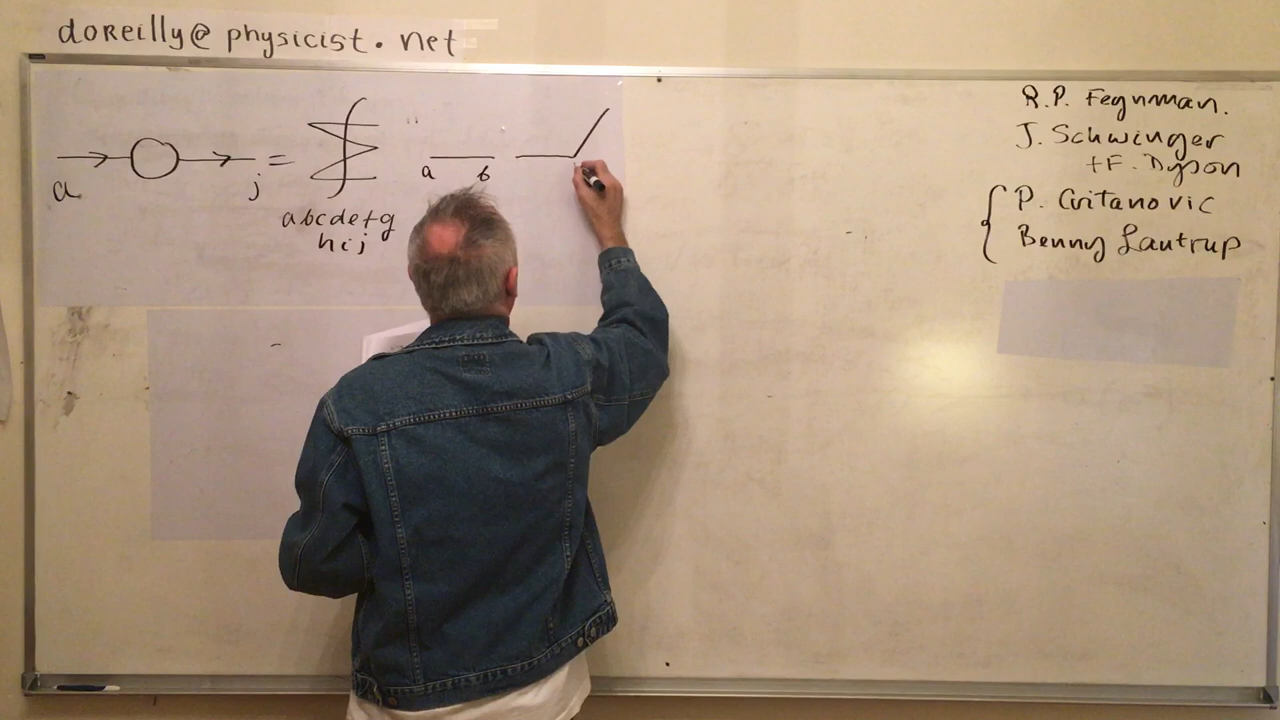 doreilly@physicist.net
a j = Σ a b
abcdefg
hij
R.P. Feynman.
J. Schwinger
+F. Dyson
P. Cvitanovic
Benny Lautrup